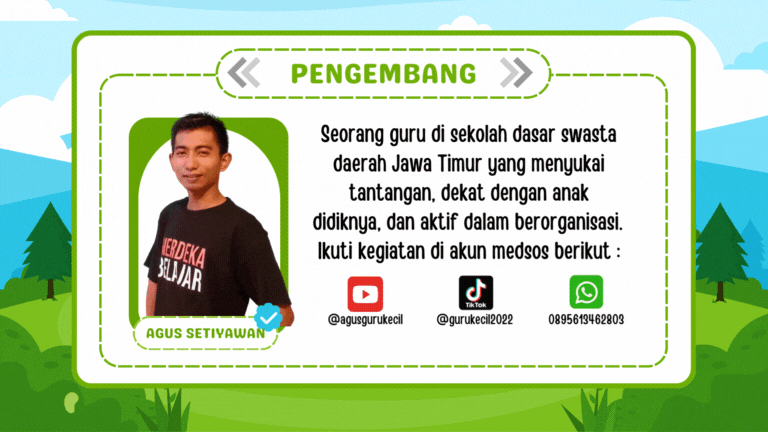 PENGEMBANG
Seorang guru di sekolah dasar swasta
daerah Jawa Timur yang menyukai
tantangan, dekat dengan anak
didiknya, dan aktif dalam berorganisasi.
Ikuti kegiatan di akun medsos berikut :
MERDEKA
BELAJAR
AGUS SETIYAWAN
TikTok
@agusgurukecil
@gurukecil2022
0895613462803